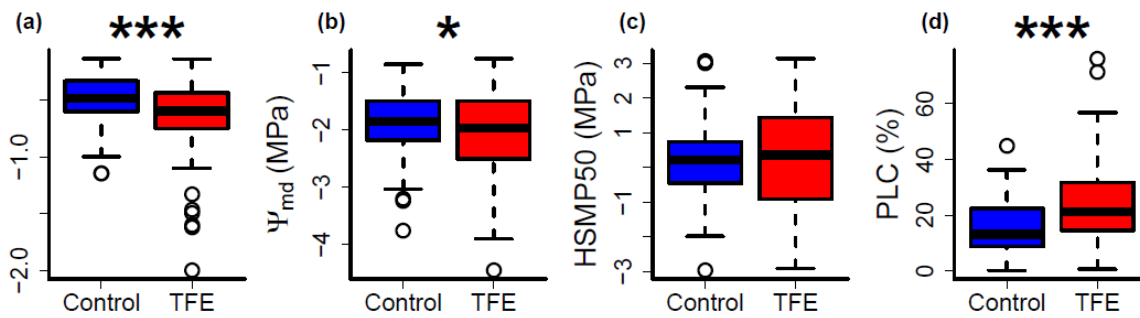 (a) ***
−1.0
−2.0
Control TFE
(b) *
Ψmd (MPa)
−1
−2
−3
−4
Control TFE
(c)
HSMP50 (MPa)
3
1
−1
−3
Control TFE
(d) ***
PLC (%)
60
40
20
0
Control TFE